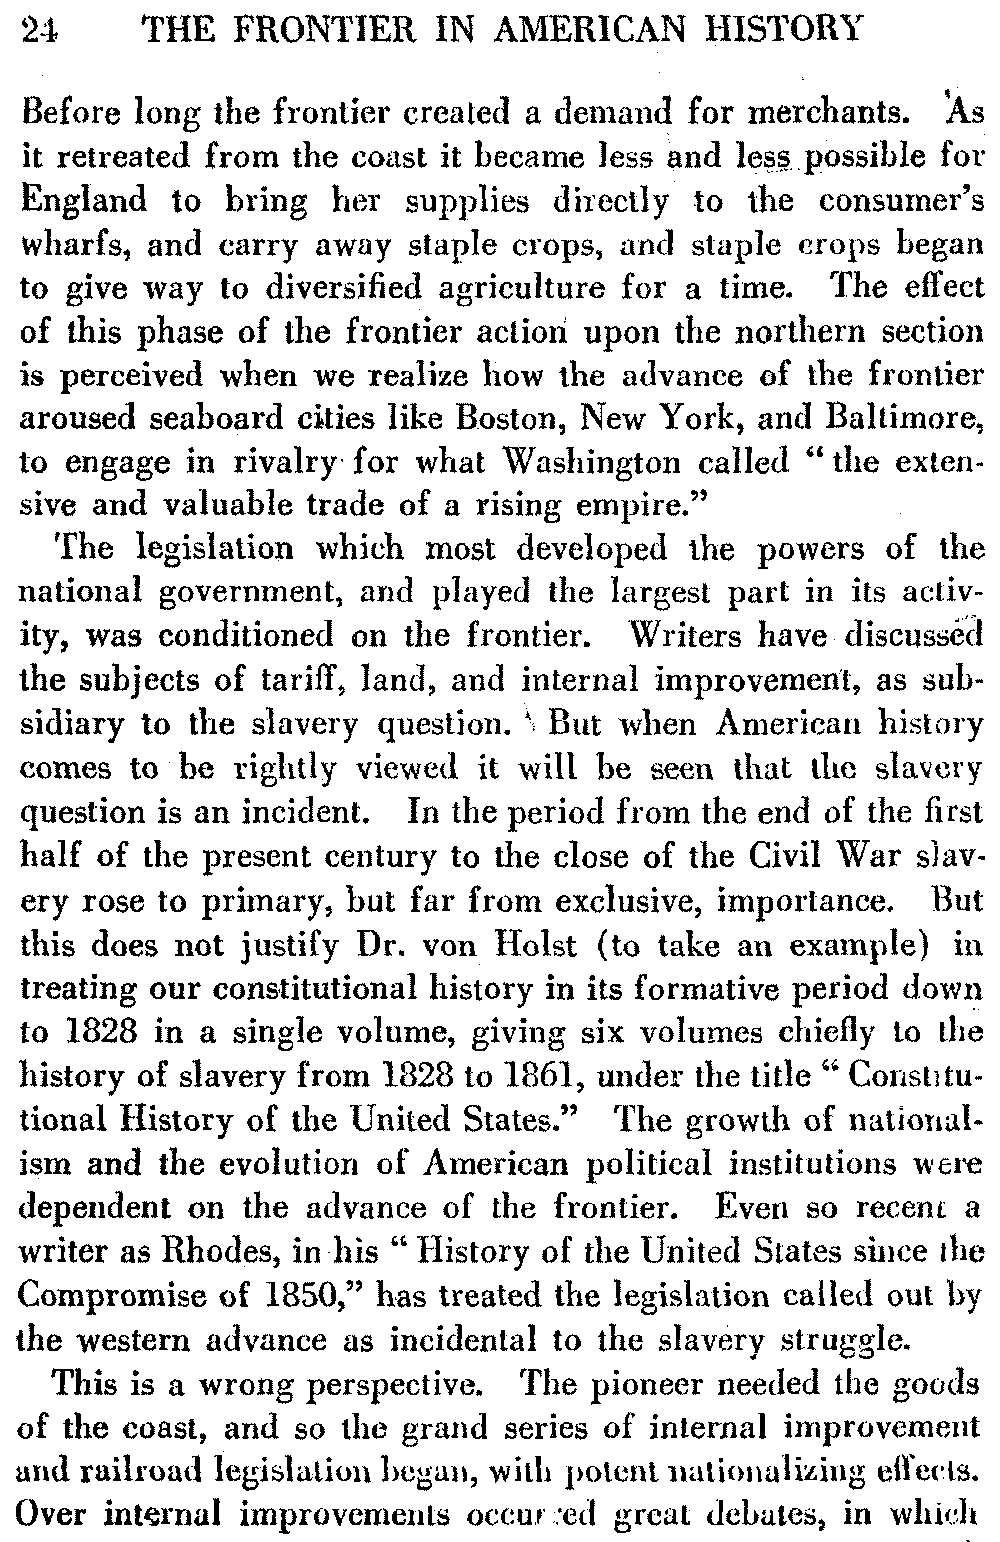 24 THE FRONTIER IN AMERICAN HISTORY
Before long the frontier created a demand for merchants. As
it retreated from the coast it became less and less possible for
England to bring her supplies directly to the consumer's
wharfs, and carry away staple crops, and staple crops began
to give way to diversified agriculture for a time. The effect
of this phase of the frontier action upon the northern section
is perceived when we realize how the advance of the frontier
aroused seaboard cities like Boston, New York, and Baltimore,
to engage in rivalry for what Washington called “ the exten-
sive and valuable trade of a rising empire.”
The legislation which most developed the powers of the
national government, and played the largest part in its activ-
ity, was conditioned on the frontier. Writers have discussed
the subjects of tariff, land, and internal improvement, as sub-
sidiary to the slavery question. But when American history
comes to be rightly viewed it will be seen that the slavery
question is an incident. In the period from the end of the first
half of the present century to the close of the Civil War slav-
ery rose to primary, but far from exclusive, importance. But
this does not justify Dr. von Holst (to take an example) in
treating our constitutional history in its formative period down
to 1828 in a single volume, giving six volumes chiefly to the
history of slavery from 1828 to 1861, under the title “ Constitu-
tional History of the United States.” The growth of national-
ism and the evolution of American political institutions were
dependent on the advance of the frontier. Even so recent a
writer as Rhodes, in his “ History of the United States since the
Compromise of 1850,” has treated the legislation called out by
the western advance as incidental to the slavery struggle.
This is a wrong perspective. The pioneer needed the goods
of the coast, and so the grand series of internal improvement
and railroad legislation began, with potent nationalizing effects.
Over internal improvements occurred great debates, in which